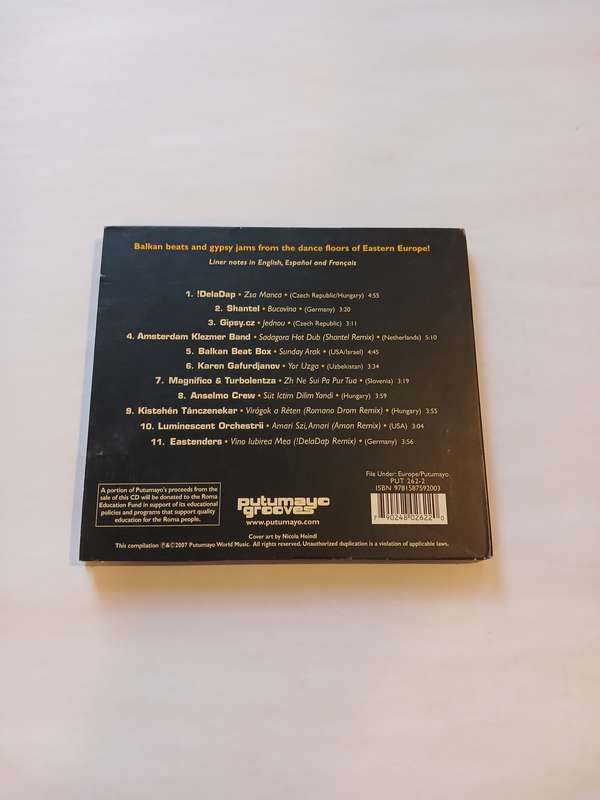 Balkan beats and gypsy jams from the dance floors of Eastern Europe!
Liner notes in English, Español and Français
1. !DelaDap • Zsa Manca • (Czech Republic/Hungary) 4:55
2. Shantel • Bucovina • (Germany) 3:20
3. Gipsy.cz • Jednou • (Czech Republic) 3:11
4. Amsterdam Klezmer Band • Sadagora Hot Dub (Shantel Remix) • (Netherlands) 5:10
5. Balkan Beat Box • Sunday Arak • (USA/Israel) 4:45
6. Karen Gafurdjanov • Yor Uzga • (Uzbekistan) 3:34
7. Magnifico & Turbolentza • Zh Ne Sui Pa Pur Tua • (Slovenia) 3:19
8. Anselmo Crew • Süt Ictim Dilim Yandi • (Hungary) 3:59
9. Kistehén Tánczenekar • Virágok a Réten (Romano Drom Remix) • (Hungary) 3:55
10. Luminescent Orchestrii • Amari Szi, Amari (Amon Remix) • (USA) 3:04
11. Eastenders • Vino Iubirea Mea (!DelaDap Remix) • (Germany) 3:56
A portion of Putumayo's proceeds from the
sale of this CD will be donated to the Roma
Education Fund in support of its educational
policies and programs that support quality
education for the Roma people.
putumayo
grooves
www.putumayo.com
File Under: Europe/Putumayo
PUT 262-2
ISBN 9781587592003
7 90248 02622 0
Cover art by Nicola Heindl
This compilation ℗&©2007 Putumayo World Music. All rights reserved. Unauthorized duplication is a violation of applicable laws.